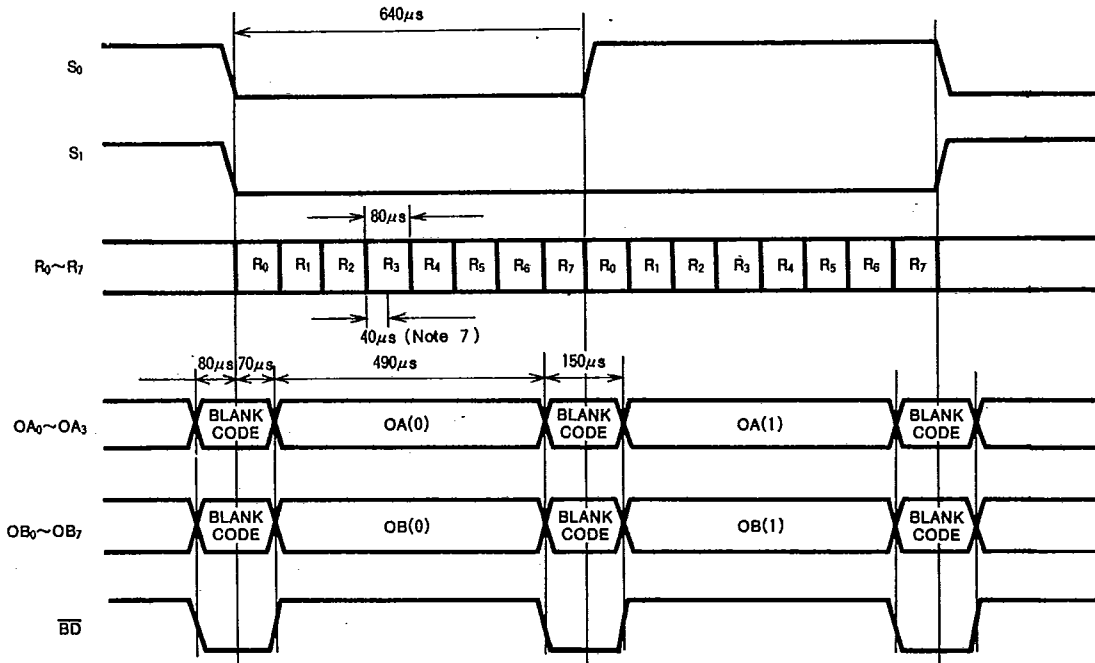 640μs
S₀
S₁
80μs
R₀~R₇ R₀ R₁ R₂ R₃ R₄ R₅ R₆ R₇ R₀ R₁ R₂ R₃ R₄ R₅ R₆ R₇
40μs (Note 7)
80μs 70μs 490μs 150μs
OA₀~OA₃ BLANK CODE OA(0) BLANK CODE OA(1) BLANK CODE
OB₀~OB₇ BLANK CODE OB(0) BLANK CODE OB(1) BLANK CODE
B̅D̅